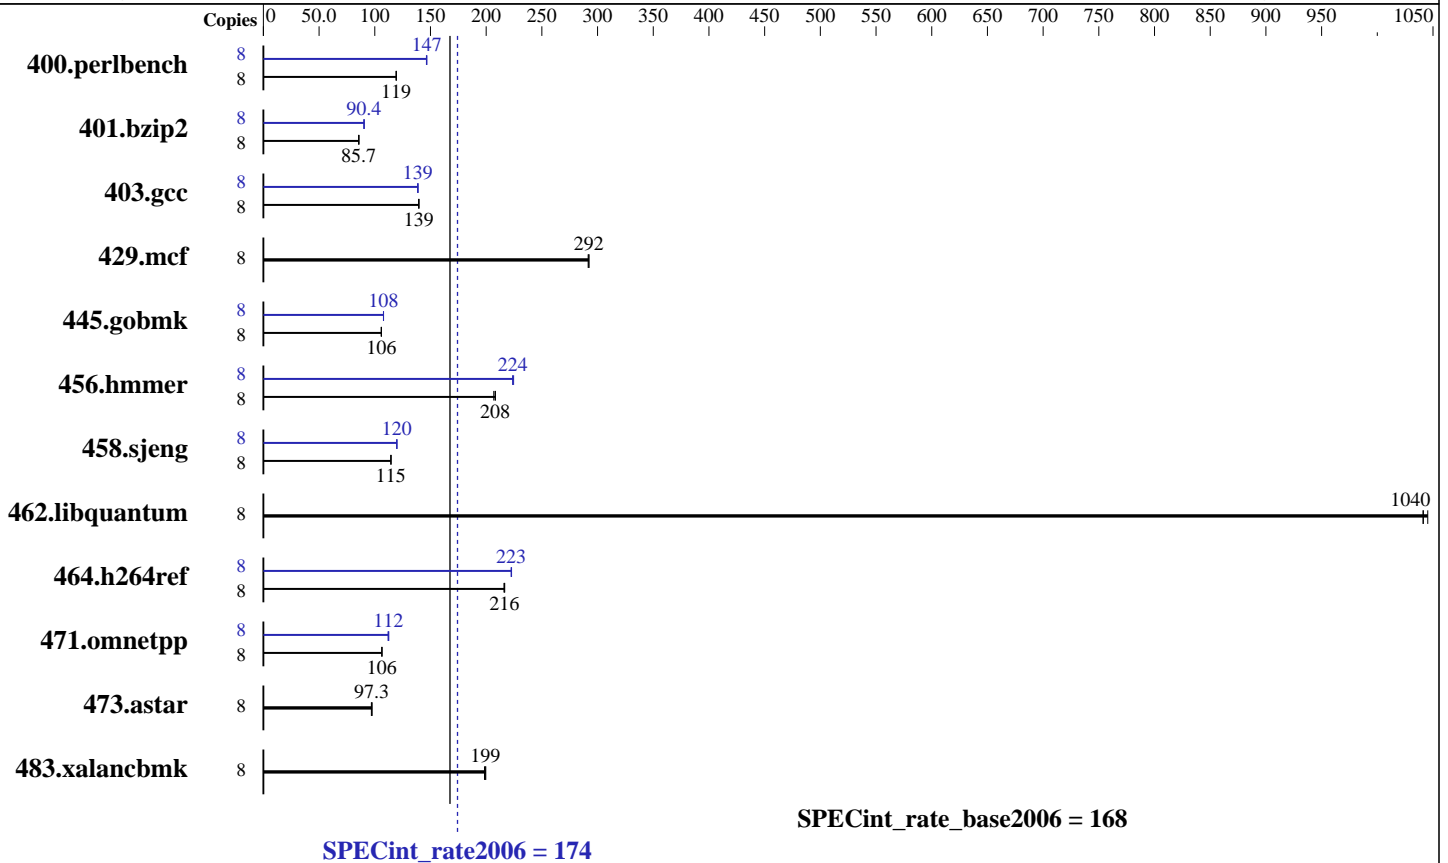 Copies 0 50.0 100 150 200 250 300 350 400 450 500 550 600 650 700 750 800 850 900 950 1050
400.perlbench 8 147
8 119
401.bzip2 8 90.4
8 85.7
403.gcc 8 139
8 139
429.mcf 8 292
445.gobmk 8 108
8 106
456.hmmer 8 224
8 208
458.sjeng 8 120
8 115
462.libquantum 8 1040
464.h264ref 8 223
8 216
471.omnetpp 8 112
8 106
473.astar 8 97.3
483.xalancbmk 8 199
SPECint_rate_base2006 = 168
SPECint_rate2006 = 174